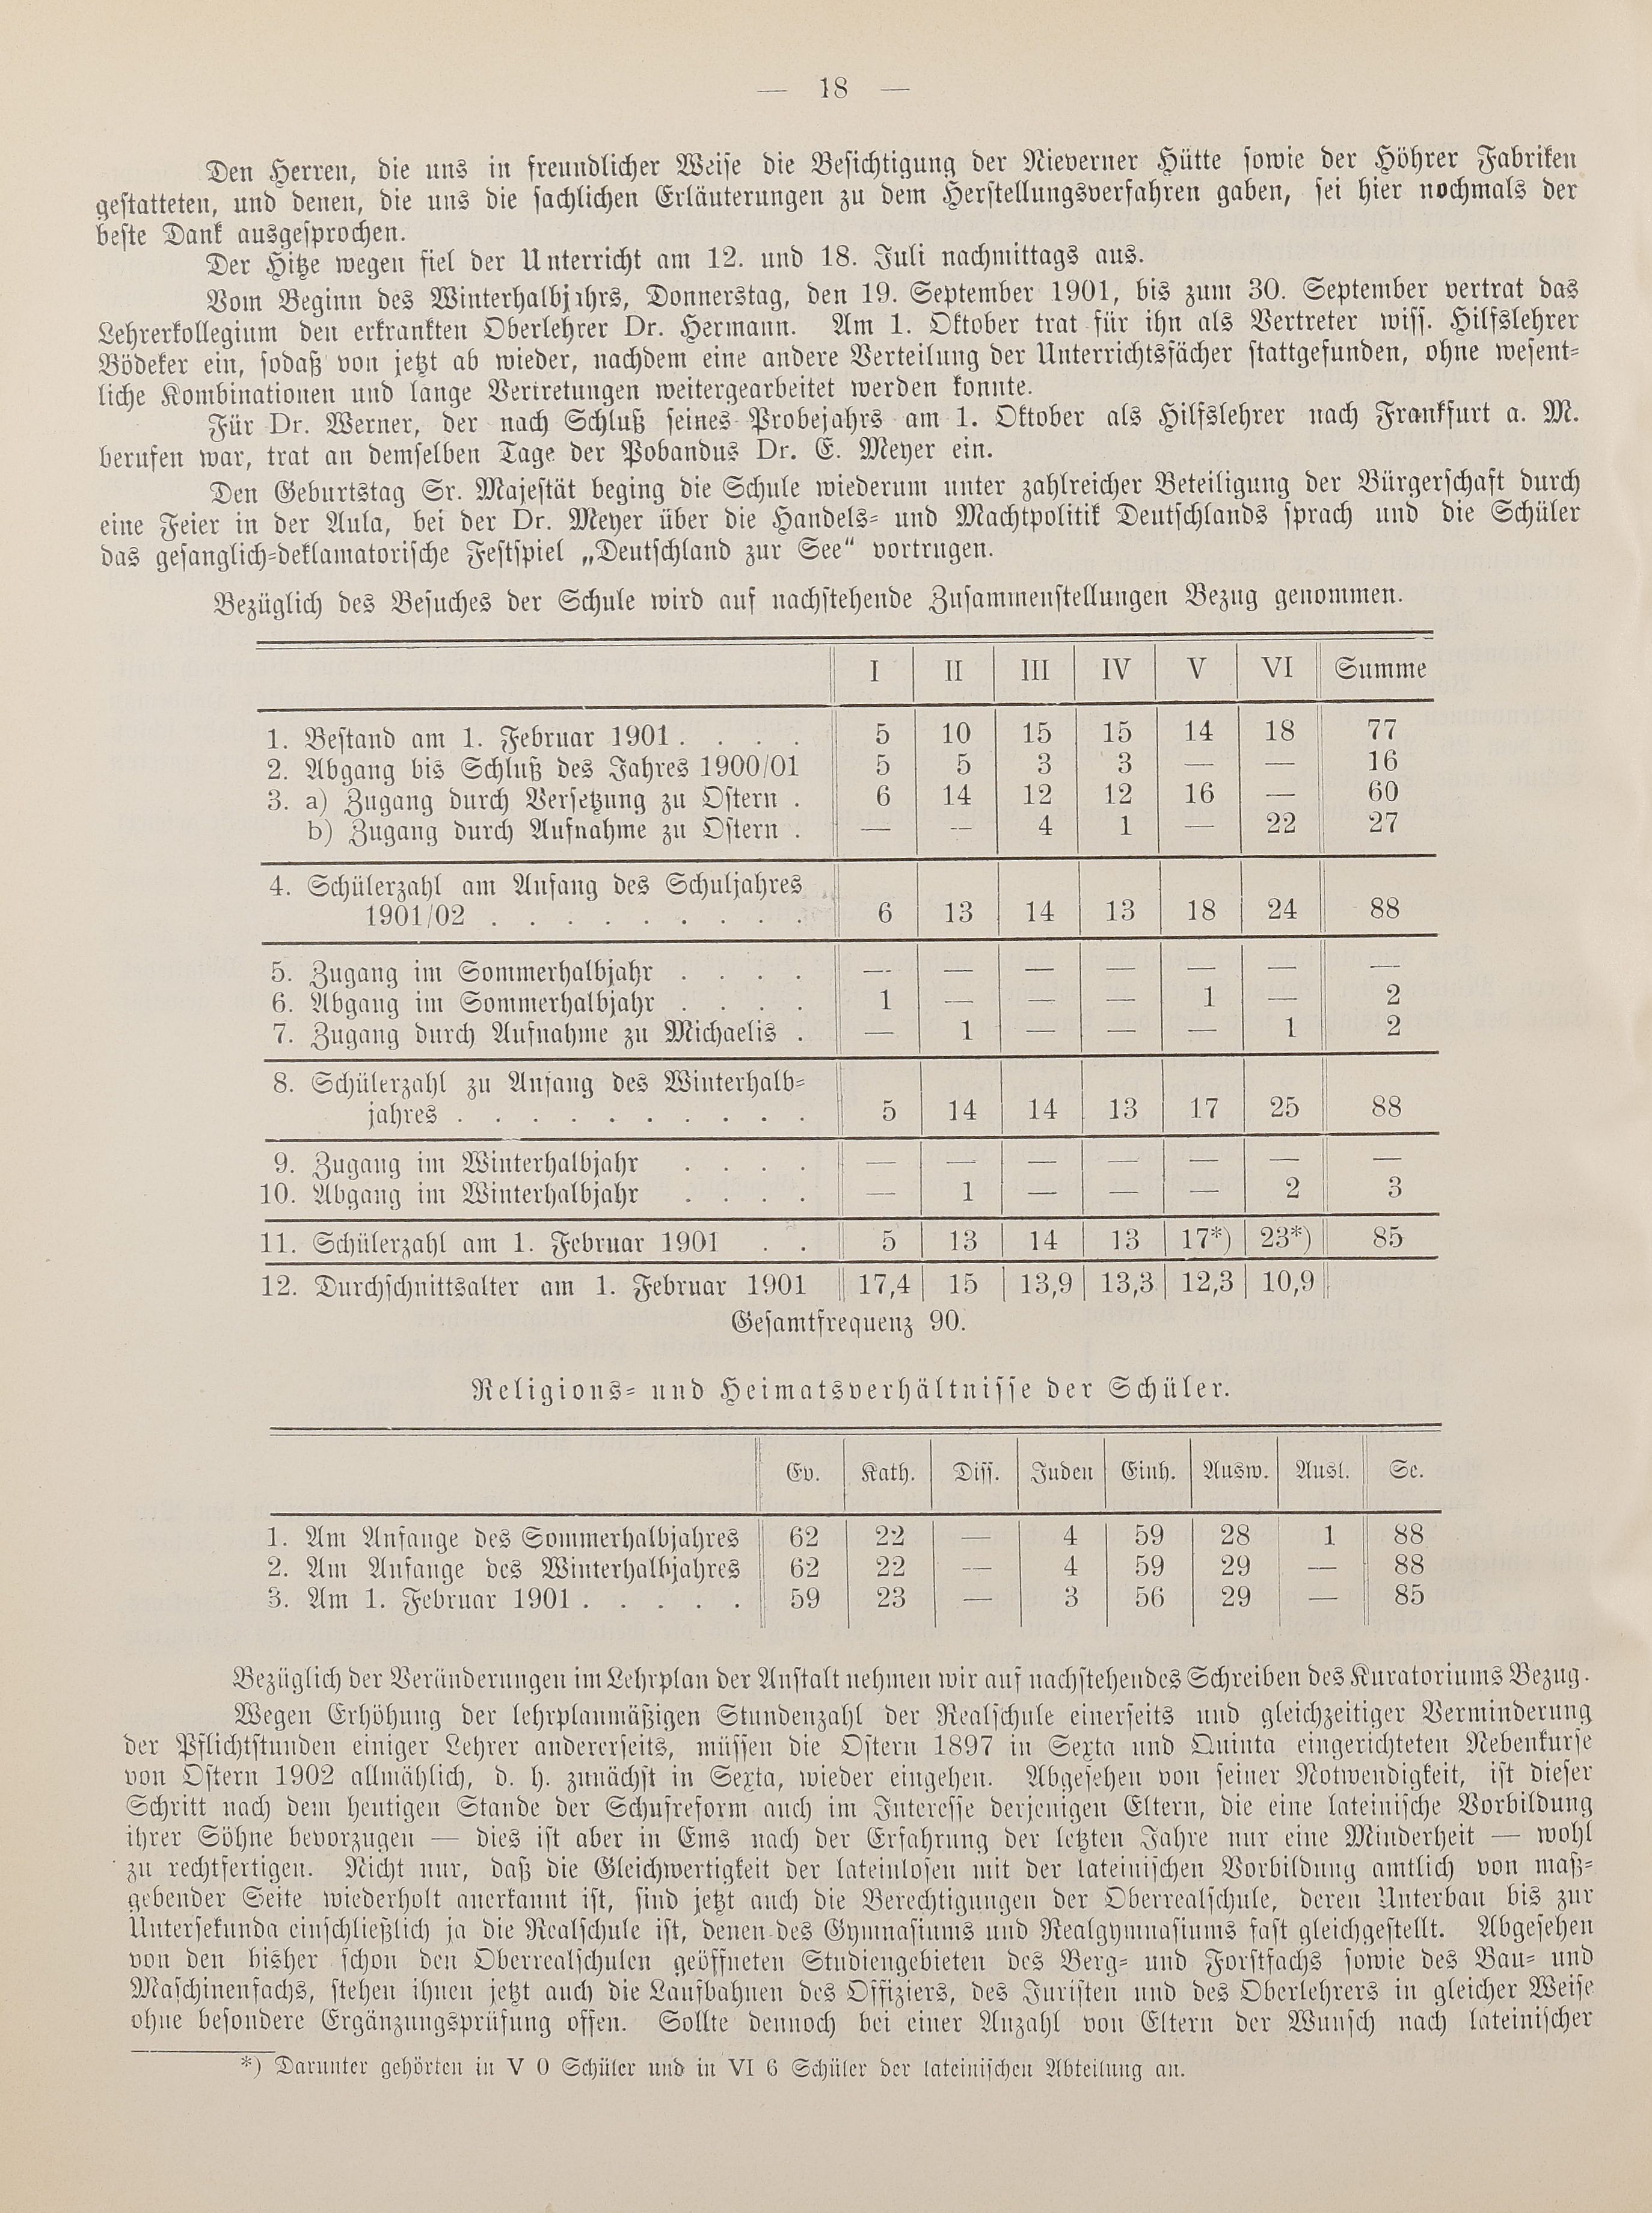 — 18 —
Den Herren, die uns in freundlicher Weise die Besichtigung der Nieverner Hütte sowie der Höhrer Fabriken
gestatteten, und denen, die uns die sachlichen Erläuterungen zu dem Herstellungsverfahren gaben, sei hier nochmals der
beste Dank ausgesprochen.
Der Hitze wegen fiel der Unterricht am 12. und 18. Juli nachmittags aus.
Vom Beginn des Winterhalbjahrs, Donnerstag, den 19. September 1901, bis zum 30. September vertrat das
Lehrerkollegium den erkrankten Oberlehrer Dr. Hermann. Am 1. Oktober trat für ihn als Vertreter wiss. Hilfslehrer
Bödeker ein, sodaß von jetzt ab wieder, nachdem eine andere Verteilung der Unterrichtsfächer stattgefunden, ohne wesent-
liche Kombinationen und lange Vertretungen weitergearbeitet werden konnte.
Für Dr. Werner, der nach Schluß seines Probejahrs am 1. Oktober als Hilfslehrer nach Frankfurt a. M.
berufen war, trat an demselben Tage der Pobandus Dr. E. Meyer ein.
Den Geburtstag Sr. Majestät beging die Schule wiederum unter zahlreicher Beteiligung der Bürgerschaft durch
eine Feier in der Aula, bei der Dr. Meyer über die Handels- und Machtpolitik Deutschlands sprach und die Schüler
das gesanglich-deklamatorische Festspiel „Deutschland zur See“ vortrugen.
Bezüglich des Besuches der Schule wird auf nachstehende Zusammenstellungen Bezug genommen.
I II III IV V VI Summe
1. Bestand am 1. Februar 1901 . . . . 5 10 15 15 14 18 77
2. Abgang bis Schluß des Jahres 1900/01 5 5 3 3 — — 16
3. a) Zugang durch Versetzung zu Ostern . 6 14 12 12 16 — 60
b) Zugang durch Aufnahme zu Ostern . — — 4 1 — 22 27
4. Schülerzahl am Anfang des Schuljahres
1901/02 . . . . . . . . . 6 13 14 13 18 24 88
5. Zugang im Sommerhalbjahr . . . . — — — — — — —
6. Abgang im Sommerhalbjahr . . . . 1 — — — 1 — 2
7. Zugang durch Aufnahme zu Michaelis . — 1 — — — 1 2
8. Schülerzahl zu Anfang des Winterhalb-
jahres . . . . . . . . . . 5 14 14 13 17 25 88
9. Zugang im Winterhalbjahr . . . . — — — — — — —
10. Abgang im Winterhalbjahr . . . . — 1 — — — 2 3
11. Schülerzahl am 1. Februar 1901 . . 5 13 14 13 17*) 23*) 85
12. Durchschnittsalter am 1. Februar 1901 17,4 15 13,9 13,3 12,3 10,9
Gesamtfrequenz 90.
Religions- und Heimatsverhältnisse der Schüler.
Ev. Kath. Diss. Juden Einh. Ausw. Ausl. Se.
1. Am Anfange des Sommerhalbjahres 62 22 — 4 59 28 1 88
2. Am Anfange des Winterhalbjahres 62 22 — 4 59 29 — 88
3. Am 1. Februar 1901 . . . . . 59 23 — 3 56 29 — 85
Bezüglich der Veränderungen im Lehrplan der Anstalt nehmen wir auf nachstehendes Schreiben des Kuratoriums Bezug.
Wegen Erhöhung der lehrplanmäßigen Stundenzahl der Realschule einerseits und gleichzeitiger Verminderung
der Pflichtstunden einiger Lehrer andererseits, müssen die Ostern 1897 in Sexta und Quinta eingerichteten Nebenkurse
von Ostern 1902 allmählich, d. h. zunächst in Sexta, wieder eingehen. Abgesehen von seiner Notwendigkeit, ist dieser
Schritt nach dem heutigen Stande der Schulreform auch im Interesse derjenigen Eltern, die eine lateinische Vorbildung
ihrer Söhne bevorzugen — dies ist aber in Ems nach der Erfahrung der letzten Jahre nur eine Minderheit — wohl
zu rechtfertigen. Nicht nur, daß die Gleichwertigkeit der lateinlosen mit der lateinischen Vorbildung amtlich von maß-
gebender Seite wiederholt anerkannt ist, sind jetzt auch die Berechtigungen der Oberrealschule, deren Unterbau bis zur
Untersekunda einschließlich ja die Realschule ist, denen des Gymnasiums und Realgymnasiums fast gleichgestellt. Abgesehen
von den bisher schon den Oberrealschulen geöffneten Studiengebieten des Berg- und Forstfachs sowie des Bau- und
Maschinenfachs, stehen ihnen jetzt auch die Laufbahnen des Offiziers, des Juristen und des Oberlehrers in gleicher Weise
ohne besondere Ergänzungsprüfung offen. Sollte dennoch bei einer Anzahl von Eltern der Wunsch nach lateinischer
*) Darunter gehörten in V 0 Schüler und in VI 6 Schüler der lateinischen Abteilung an.